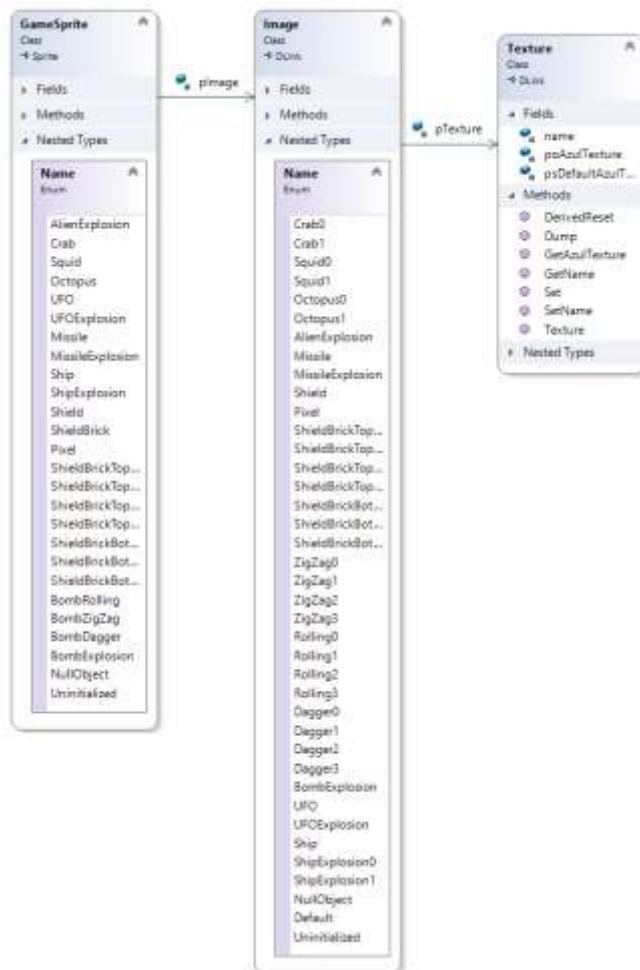 GameSprite
Class
Sprite
Fields
Methods
Nested Types
Name
Enum
AlienExplosion
Crab
Squid
Octopus
UFO
UFOExplosion
Missile
MissileExplosion
Ship
ShipExplosion
Shield
ShieldBrick
Pixel
ShieldBrickTop...
ShieldBrickTop...
ShieldBrickTop...
ShieldBrickTop...
ShieldBrickBot...
ShieldBrickBot...
ShieldBrickBot...
BombRolling
BombZigZag
BombDagger
BombExplosion
NullObject
Uninitialized
pImage
Image
Class
DLink
Fields
Methods
Nested Types
Name
Enum
Crab0
Crab1
Squid0
Squid1
Octopus0
Octopus1
AlienExplosion
Missile
MissileExplosion
Shield
Pixel
ShieldBrickTop...
ShieldBrickTop...
ShieldBrickTop...
ShieldBrickTop...
ShieldBrickBot...
ShieldBrickBot...
ShieldBrickBot...
ZigZag0
ZigZag1
ZigZag2
ZigZag3
Rolling0
Rolling1
Rolling2
Rolling3
Dagger0
Dagger1
Dagger2
Dagger3
BombExplosion
UFO
UFOExplosion
Ship
ShipExplosion0
ShipExplosion1
NullObject
Default
Uninitialized
pTexture
Texture
Class
DLink
Fields
name
poAzulTexture
psDefaultAzulT...
Methods
DerivedReset
Dump
GetAzulTexture
GetName
Set
SetName
Texture
Nested Types